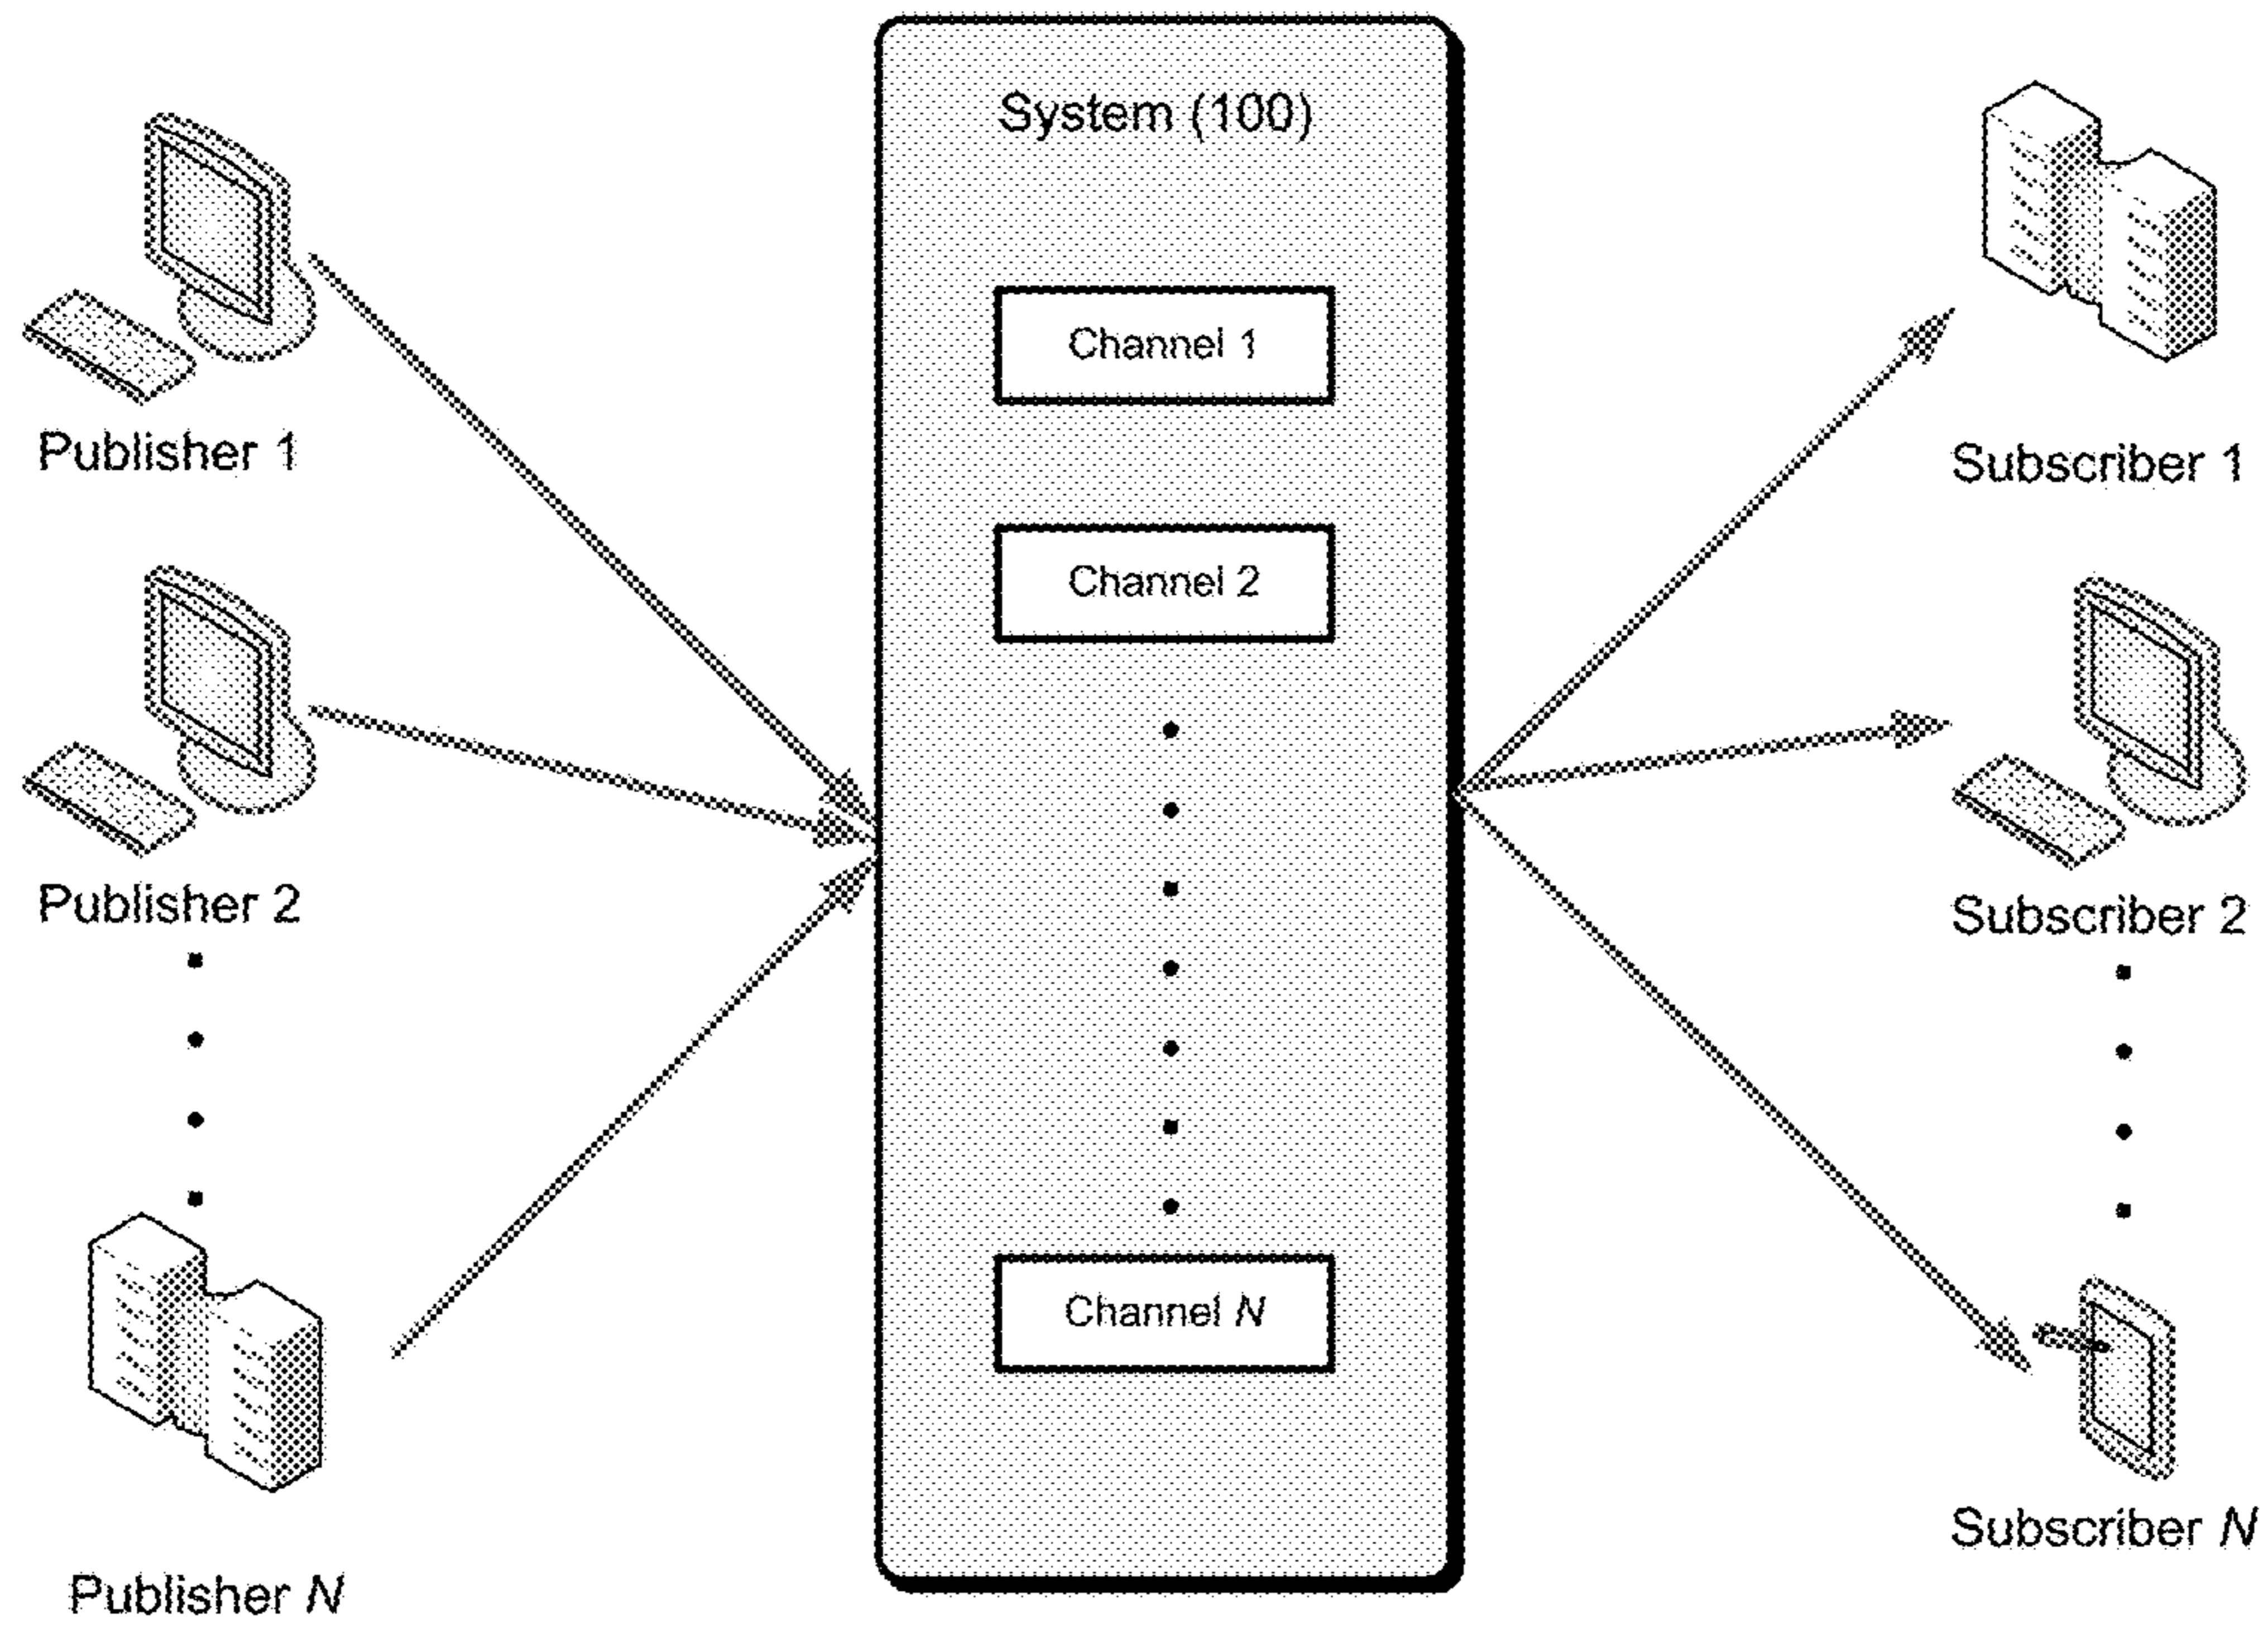 System (100)
Publisher 1
Publisher 2
Publisher N
Channel 1
Channel 2
Channel N
Subscriber 1
Subscriber 2
Subscriber N